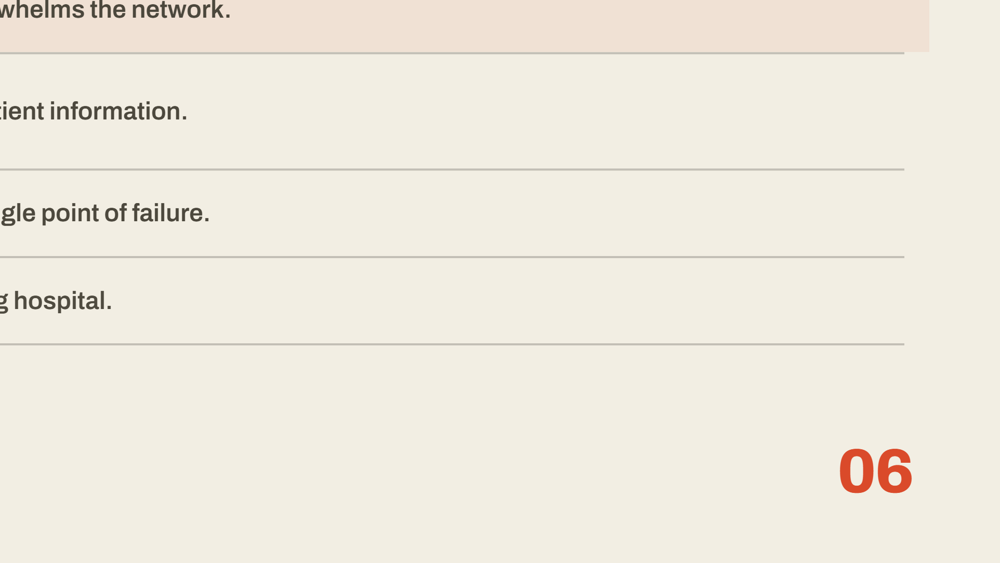 whelms the network.
tient information.
gle point of failure.
g hospital.
06